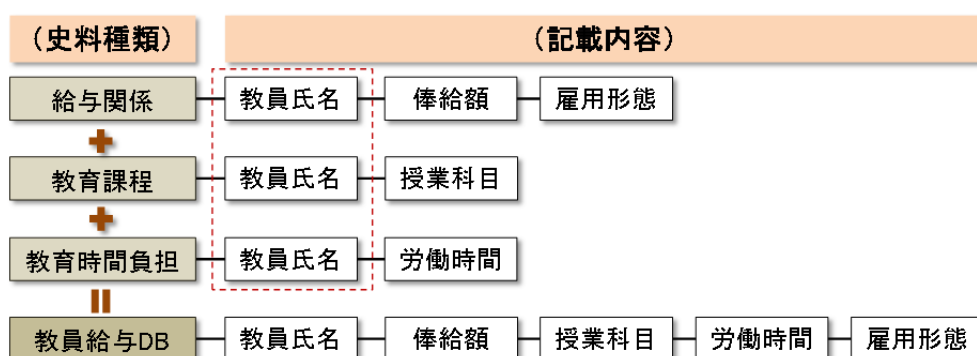 （史料種類） （記載内容）
給与関係 教員氏名 俸給額 雇用形態
教育課程 教員氏名 授業科目
教育時間負担 教員氏名 労働時間
教員給与DB 教員氏名 俸給額 授業科目 労働時間 雇用形態